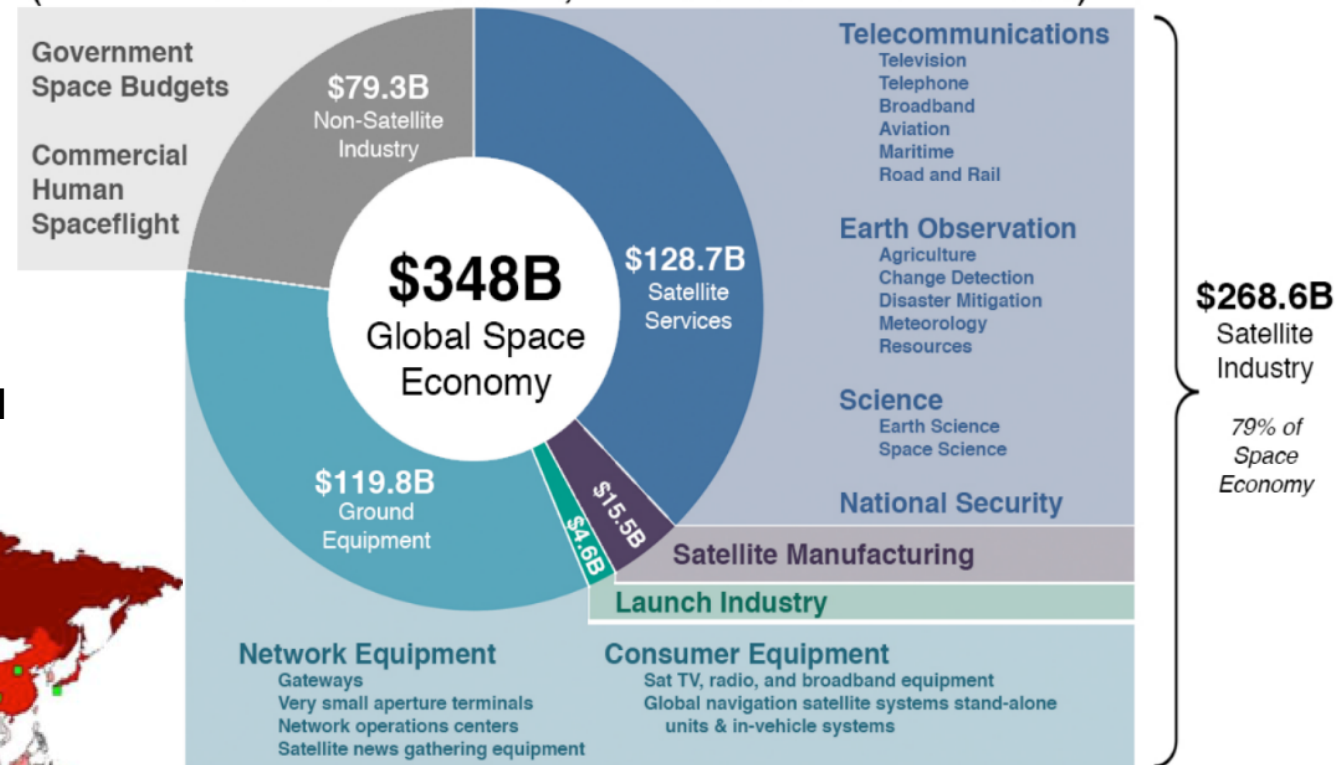 Government
Space Budgets
Commercial
Human
Spaceflight
$79.3B
Non-Satellite
Industry
$348B
Global Space
Economy
$128.7B
Satellite
Services
$119.8B
Ground
Equipment
$4.6B
$15.5B
Telecommunications
Television
Telephone
Broadband
Aviation
Maritime
Road and Rail
Earth Observation
Agriculture
Change Detection
Disaster Mitigation
Meteorology
Resources
Science
Earth Science
Space Science
National Security
Satellite Manufacturing
Launch Industry
Network Equipment
Gateways
Very small aperture terminals
Network operations centers
Satellite news gathering equipment
Consumer Equipment
Sat TV, radio, and broadband equipment
Global navigation satellite systems stand-alone
units & in-vehicle systems
$268.6B
Satellite
Industry
79% of
Space
Economy